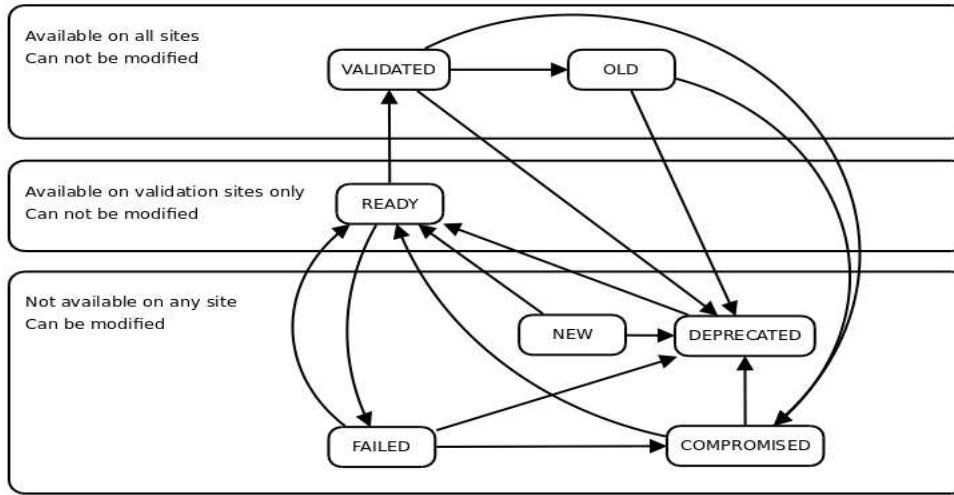 Available on all sites
Can not be modified
VALIDATED
OLD
Available on validation sites only
Can not be modified
READY
Not available on any site
Can be modified
NEW
DEPRECATED
FAILED
COMPROMISED